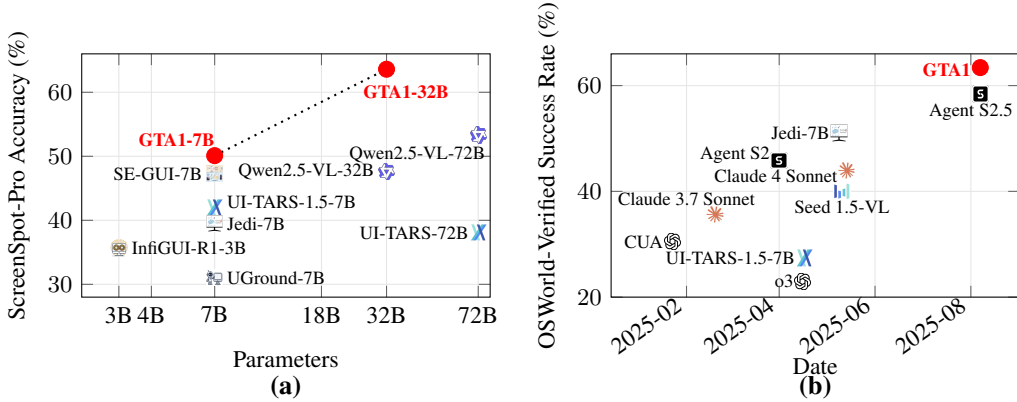 ScreenSpot-Pro Accuracy (%)
60
50
40
30
GTA1-32B
GTA1-7B
Qwen2.5-VL-72B
SE-GUI-7B
Qwen2.5-VL-32B
UI-TARS-1.5-7B
Jedi-7B
UI-TARS-72B
InfiGUI-R1-3B
UGround-7B
3B 4B 7B 18B 32B 72B
Parameters
(a)
OSWorld-Verified Success Rate (%)
60
40
20
GTA1
Agent S2.5
Jedi-7B
Agent S2
Claude 4 Sonnet
Claude 3.7 Sonnet
Seed 1.5-VL
CUA
UI-TARS-1.5-7B
o3
2025-02 2025-04 2025-06 2025-08
Date
(b)